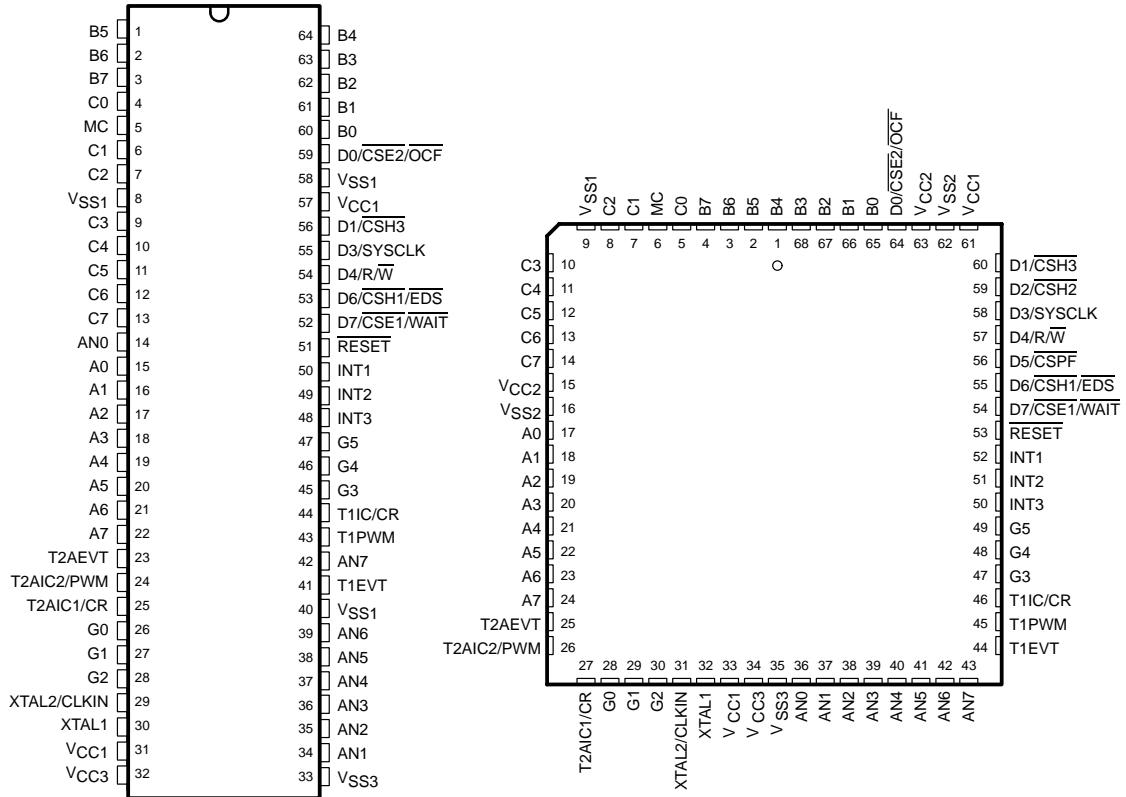 B5 1
B6 2
B7 3
C0 4
MC 5
C1 6
C2 7
VSS1 8
C3 9
C4 10
C5 11
C6 12
C7 13
AN0 14
A0 15
A1 16
A2 17
A3 18
A4 19
A5 20
A6 21
A7 22
T2AEVT 23
T2AIC2/PWM 24
T2AIC1/CR 25
G0 26
G1 27
G2 28
XTAL2/CLKIN 29
XTAL1 30
VCC1 31
VCC3 32
64 B4
63 B3
62 B2
61 B1
60 B0
59 D0/CSE2/OCF
58 VSS1
57 VCC1
56 D1/CSH3
55 D3/SYSCLK
54 D4/R/W
53 D6/CSH1/EDS
52 D7/CSE1/WAIT
51 RESET
50 INT1
49 INT2
48 INT3
47 G5
46 G4
45 G3
44 T1IC/CR
43 T1PWM
42 AN7
41 T1EVT
40 VSS1
39 AN6
38 AN5
37 AN4
36 AN3
35 AN2
34 AN1
33 VSS3
VSS1 C2 C1 MC C0 B7 B6 B5 B4 B3 B2 B1 B0 D0/CSE2/OCF VCC2 VSS2 VCC1
9 8 7 6 5 4 3 2 1 68 67 66 65 64 63 62 61
C3 10
C4 11
C5 12
C6 13
C7 14
VCC2 15
VSS2 16
A0 17
A1 18
A2 19
A3 20
A4 21
A5 22
A6 23
A7 24
T2AEVT 25
T2AIC2/PWM 26
60 D1/CSH3
59 D2/CSH2
58 D3/SYSCLK
57 D4/R/W
56 D5/CSPF
55 D6/CSH1/EDS
54 D7/CSE1/WAIT
53 RESET
52 INT1
51 INT2
50 INT3
49 G5
48 G4
47 G3
46 T1IC/CR
45 T1PWM
44 T1EVT
27 28 29 30 31 32 33 34 35 36 37 38 39 40 41 42 43
T2AIC1/CR G0 G1 G2 XTAL2/CLKIN XTAL1 VCC1 VCC3 VSS3 AN0 AN1 AN2 AN3 AN4 AN5 AN6 AN7